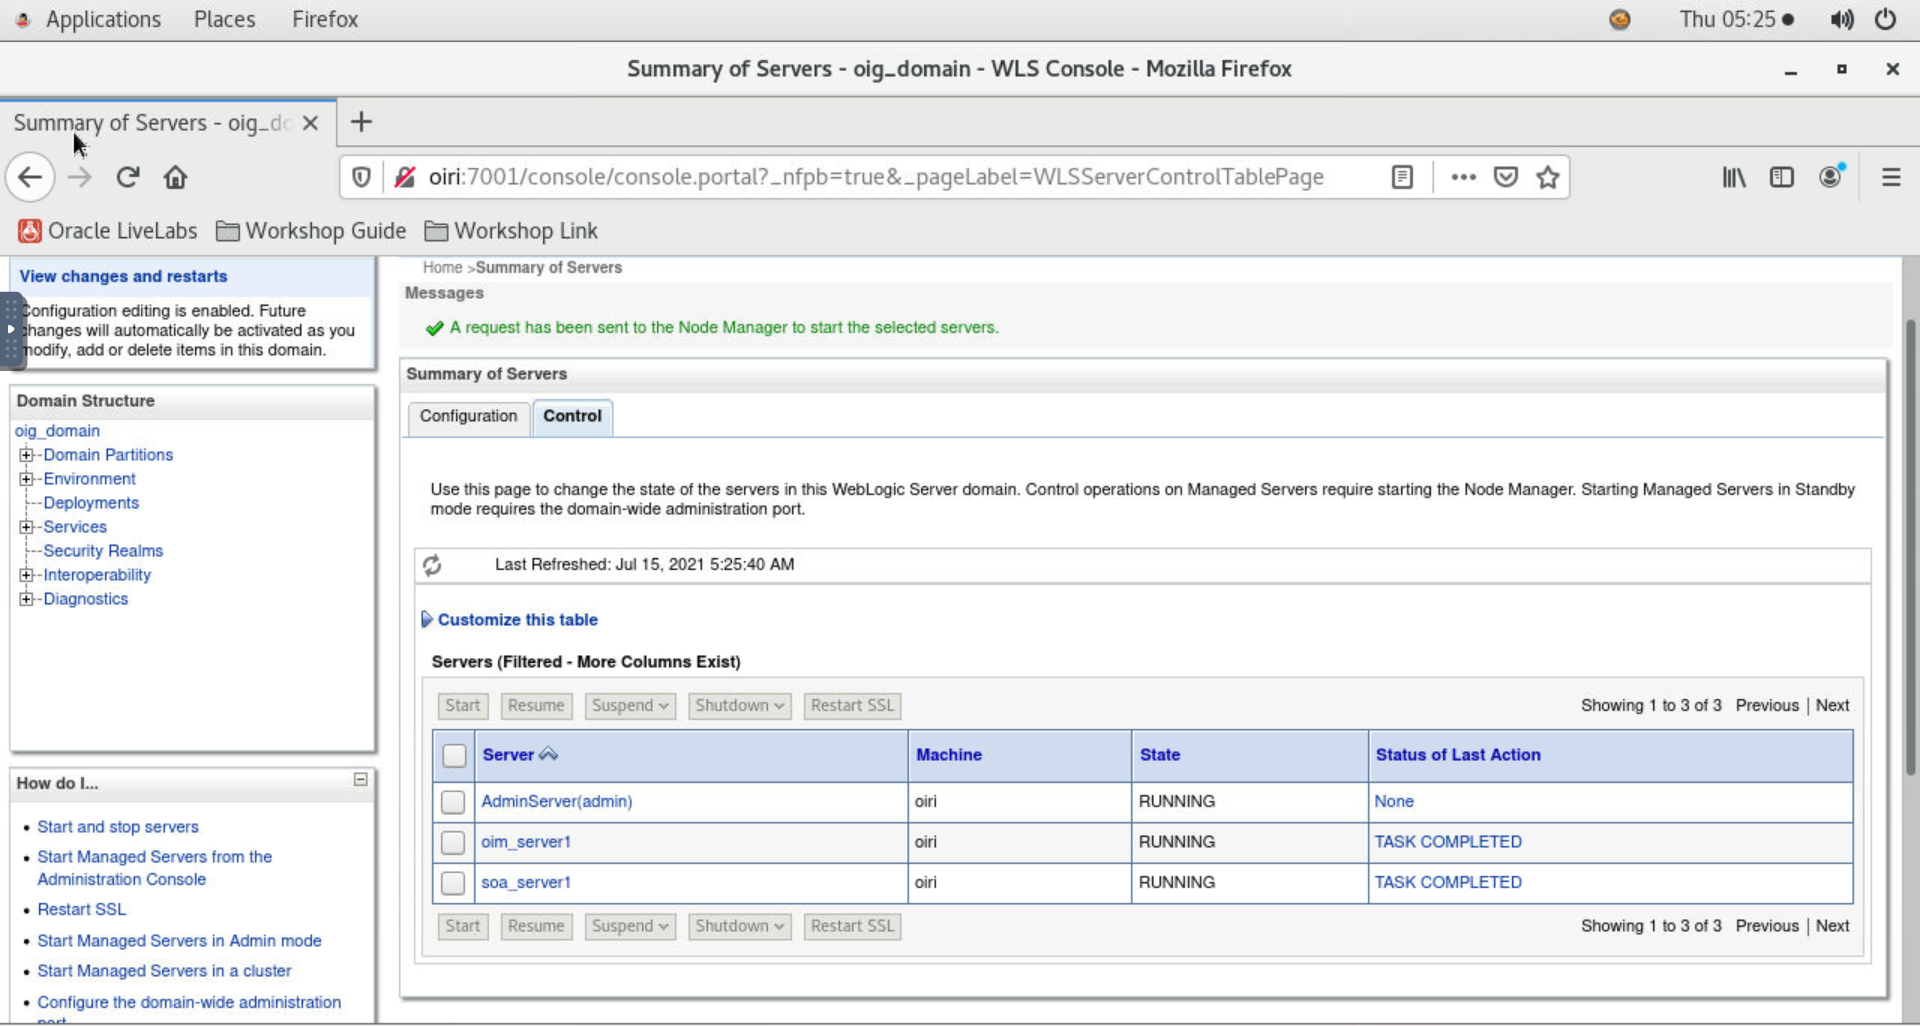 Applications Places Firefox Thu 05:25
Summary of Servers - oig_domain - WLS Console - Mozilla Firefox
Summary of Servers - oig_do
oiri:7001/console/console.portal?_nfpb=true&_pageLabel=WLSServerControlTablePage
Oracle LiveLabs Workshop Guide Workshop Link
View changes and restarts
Configuration editing is enabled. Future
changes will automatically be activated as you
modify, add or delete items in this domain.
Domain Structure
oig_domain
Domain Partitions
Environment
Deployments
Services
Security Realms
Interoperability
Diagnostics
How do I...
Start and stop servers
Start Managed Servers from the
Administration Console
Restart SSL
Start Managed Servers in Admin mode
Start Managed Servers in a cluster
Configure the domain-wide administration
port
Home >Summary of Servers
Messages
A request has been sent to the Node Manager to start the selected servers.
Summary of Servers
Configuration Control
Use this page to change the state of the servers in this WebLogic Server domain. Control operations on Managed Servers require starting the Node Manager. Starting Managed Servers in Standby
mode requires the domain-wide administration port.
Last Refreshed: Jul 15, 2021 5:25:40 AM
Customize this table
Servers (Filtered - More Columns Exist)
Start Resume Suspend Shutdown Restart SSL Showing 1 to 3 of 3 Previous | Next
Server Machine State Status of Last Action
AdminServer(admin) oiri RUNNING None
oim_server1 oiri RUNNING TASK COMPLETED
soa_server1 oiri RUNNING TASK COMPLETED
Start Resume Suspend Shutdown Restart SSL Showing 1 to 3 of 3 Previous | Next